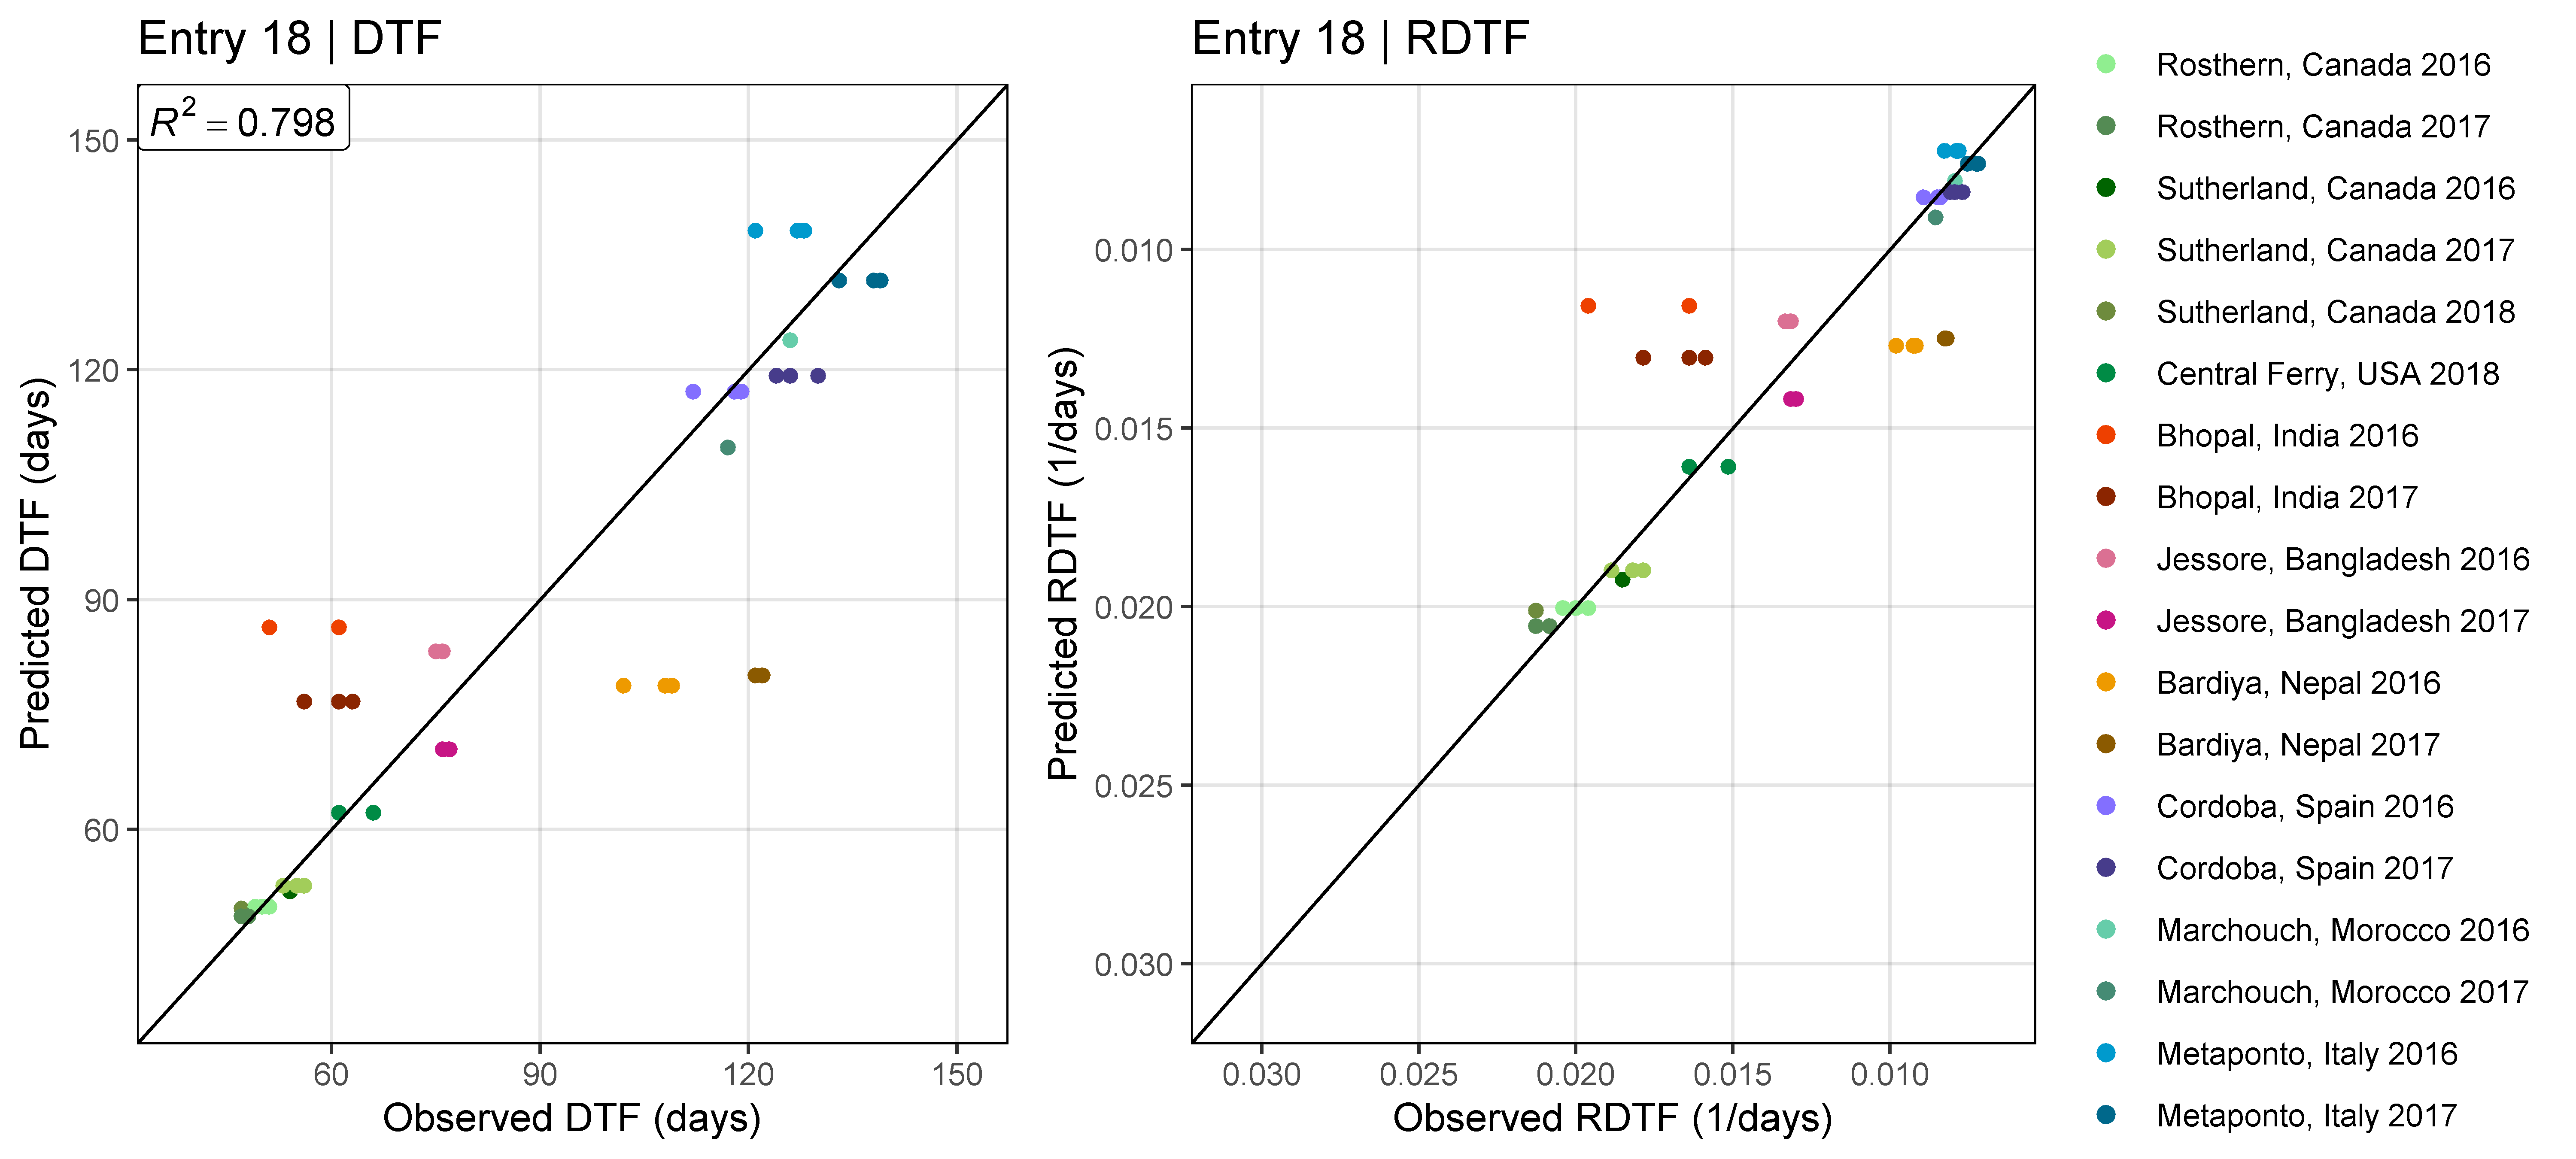 Entry 18 | DTF
R² = 0.798
150
120
90
60
Predicted DTF (days)
60 90 120 150
Observed DTF (days)
Entry 18 | RDTF
0.010
0.015
0.020
0.025
0.030
Predicted RDTF (1/days)
0.030 0.025 0.020 0.015 0.010
Observed RDTF (1/days)
Rosthern, Canada 2016
Rosthern, Canada 2017
Sutherland, Canada 2016
Sutherland, Canada 2017
Sutherland, Canada 2018
Central Ferry, USA 2018
Bhopal, India 2016
Bhopal, India 2017
Jessore, Bangladesh 2016
Jessore, Bangladesh 2017
Bardiya, Nepal 2016
Bardiya, Nepal 2017
Cordoba, Spain 2016
Cordoba, Spain 2017
Marchouch, Morocco 2016
Marchouch, Morocco 2017
Metaponto, Italy 2016
Metaponto, Italy 2017